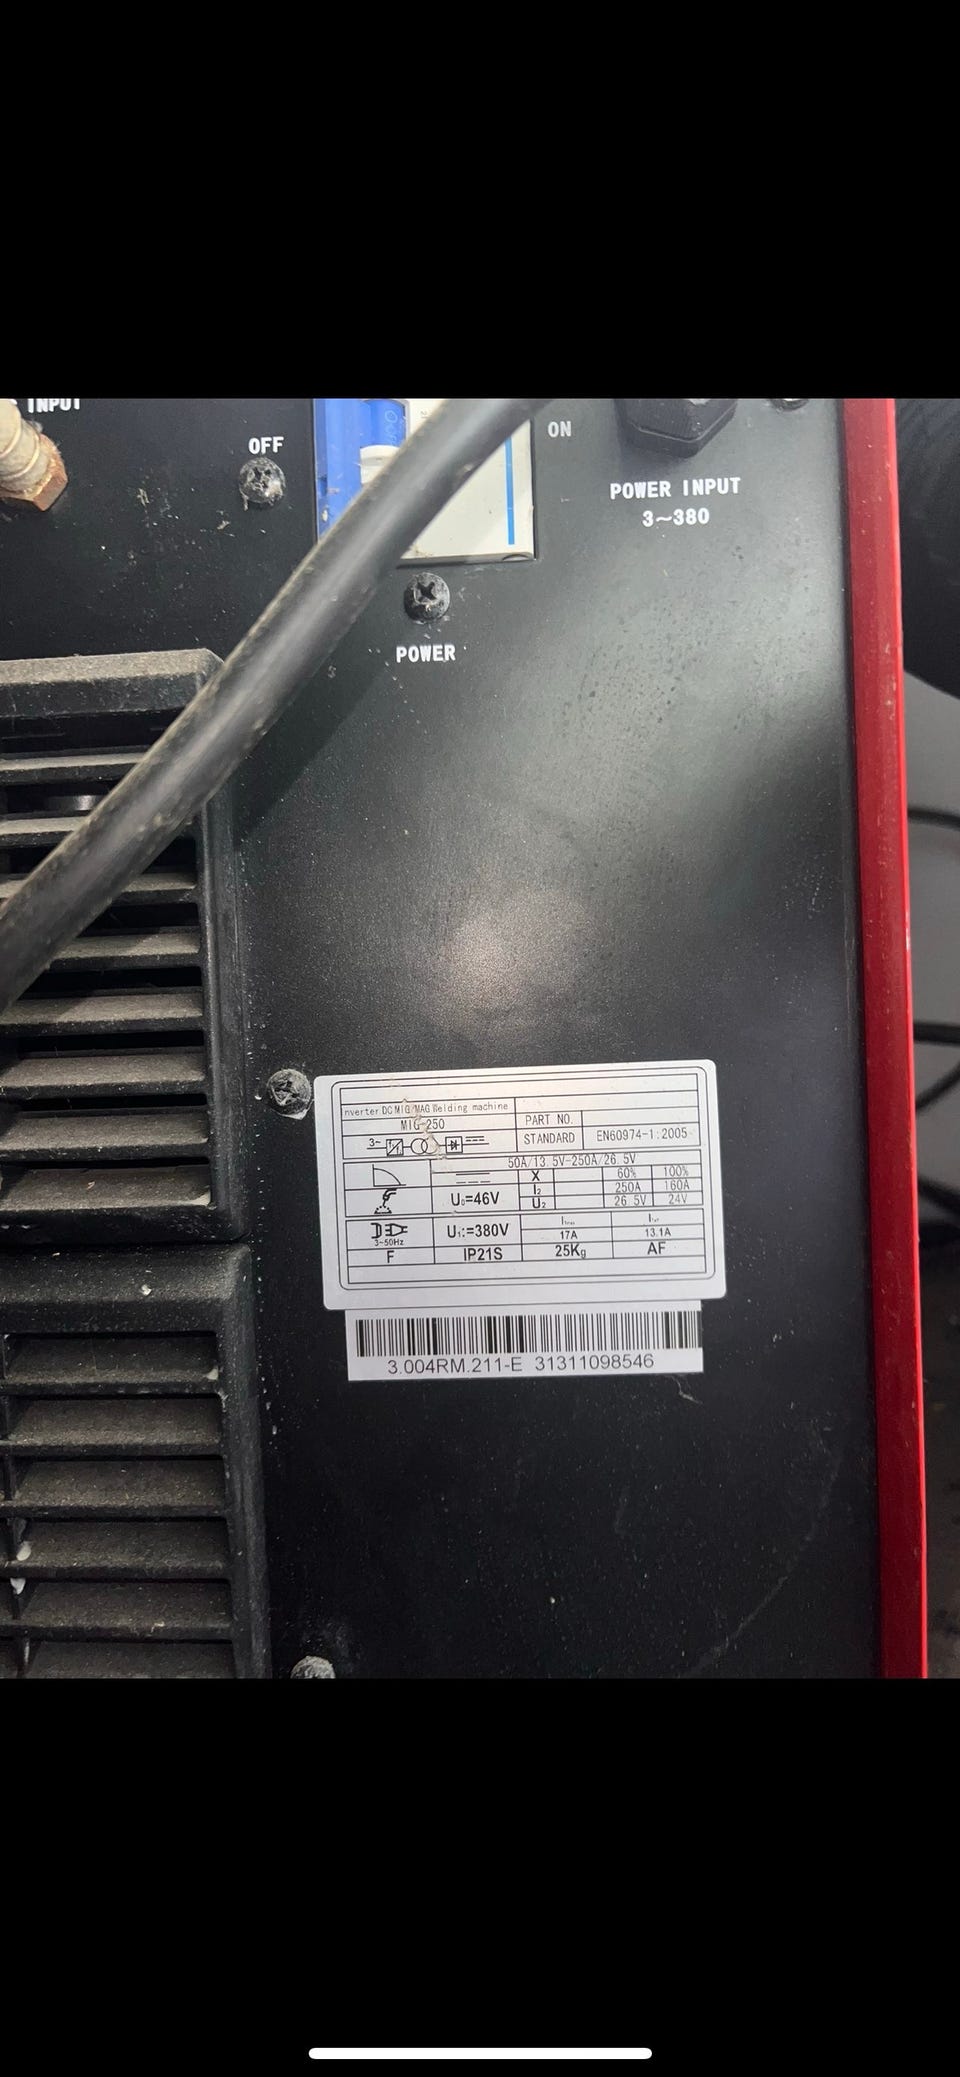 INPUT
OFF
ON
POWER INPUT
3~380
POWER
nverter DC MIG/MAG Welding machine
MIG-250
PART NO.
3~
STANDARD
EN60974-1:2005
50A/13.5V-250A/26.5V
X 60% 100%
I₂ 250A 160A
U₀=46V
U₂ 26.5V 24V
U₁:=380V
3~50Hz
17A 13.1A
F IP21S 25Kg AF
3.004RM.211-E 31311098546